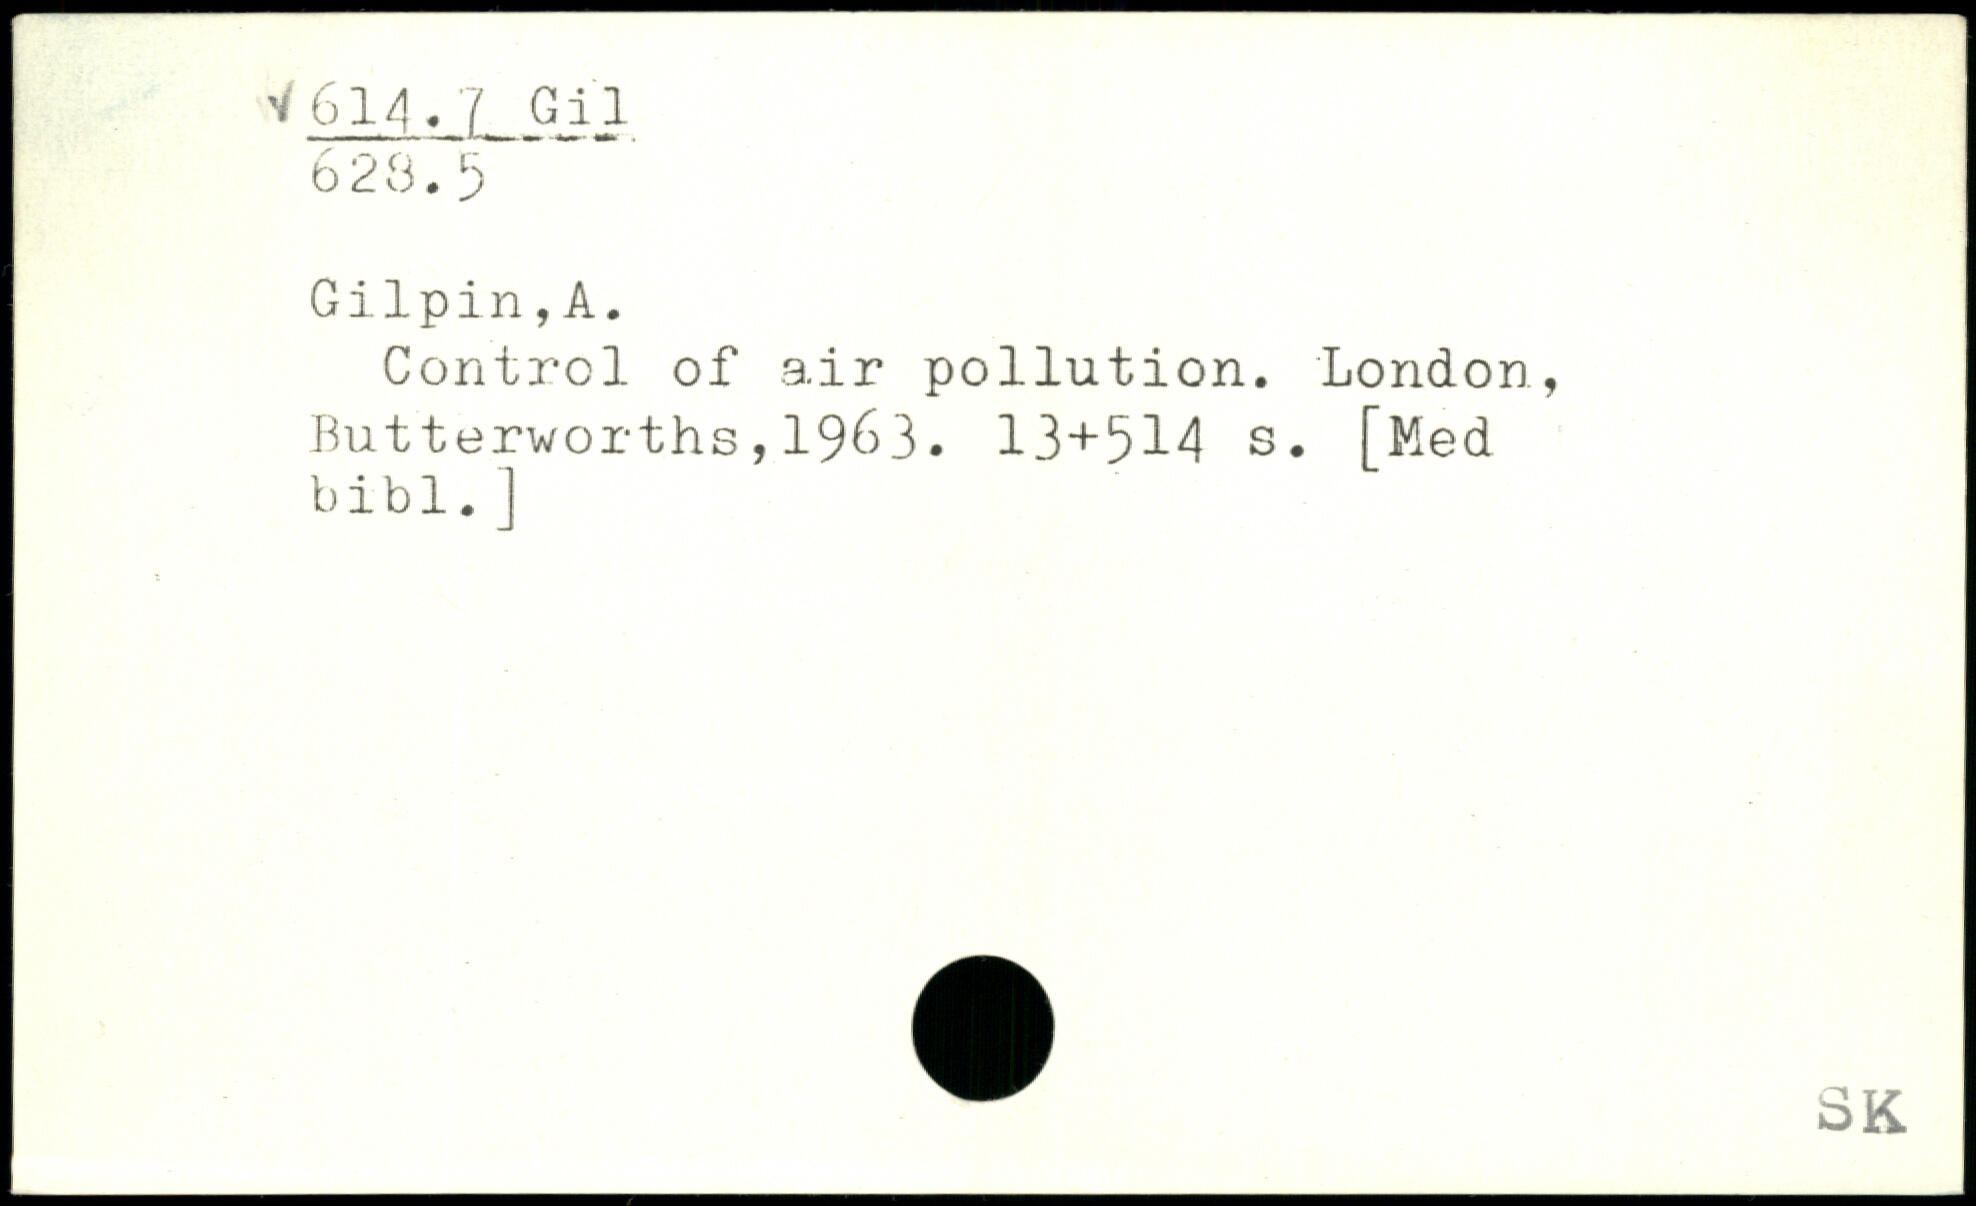 614.7 Gil
628.5
Gilpin,A.
Control of air pollution. London,
Butterworths,1963. 13+514 s. [Med
bibl.]
SK